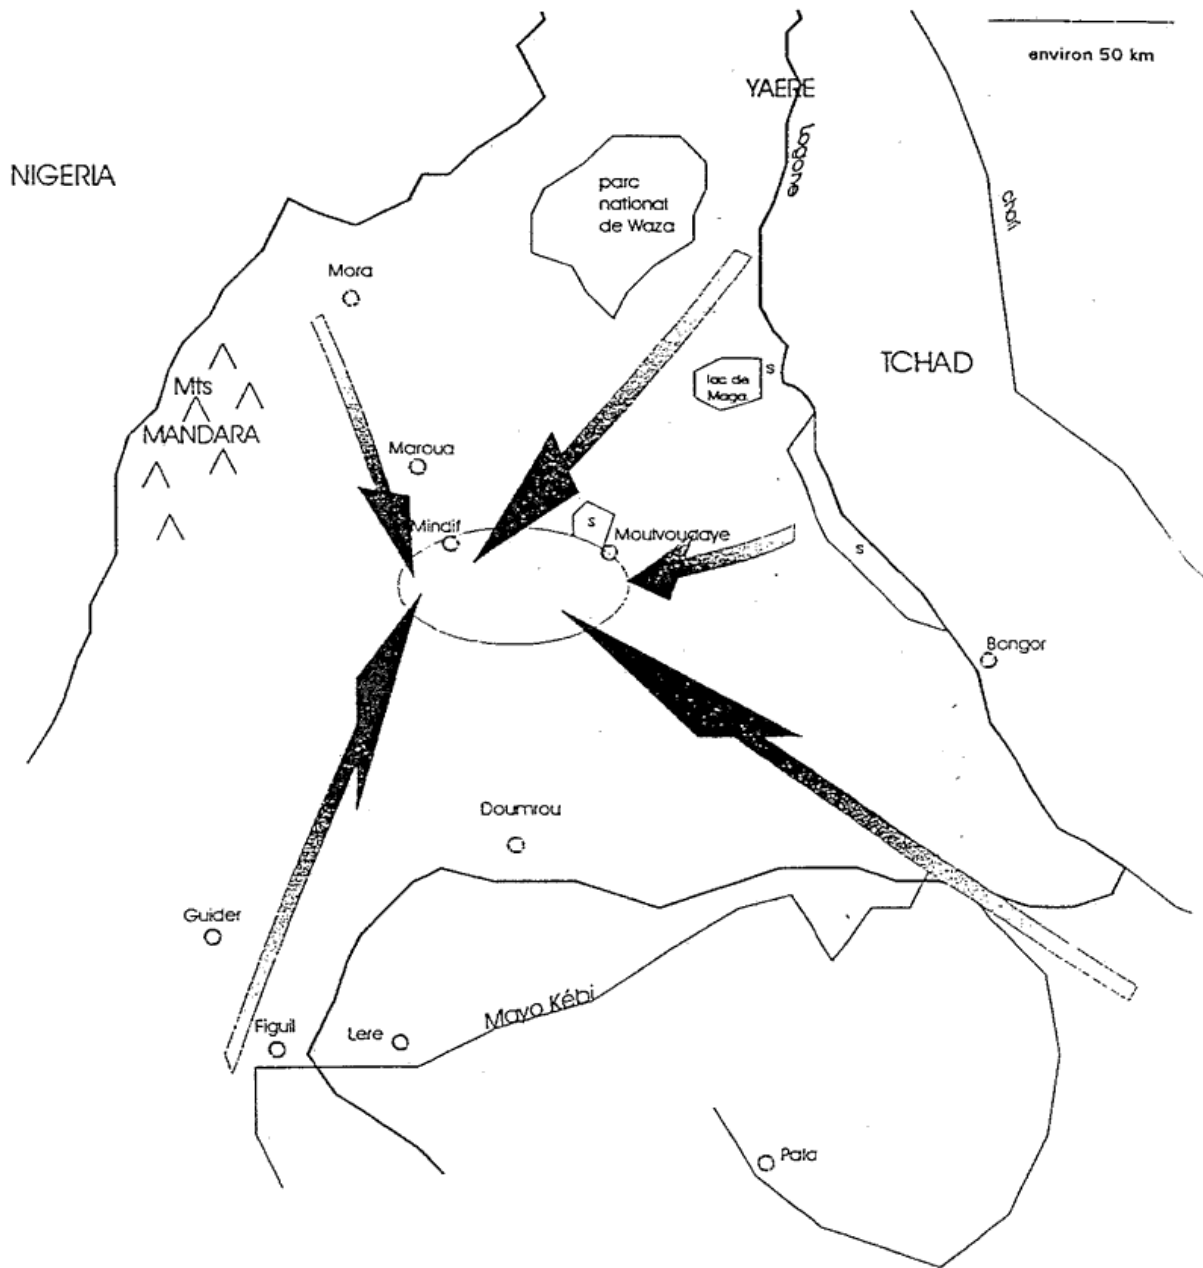 environ 50 km
YAERE
Logone
NIGERIA
parc
national
de Waza
chari
Mora
TCHAD
s
lac de
Maga
Mts
MANDARA
Maroua
Mindif
s
Moutvoudaye
s
Bongor
Doumrou
Guider
Mayo Kébi
Figuil
Lere
Pala